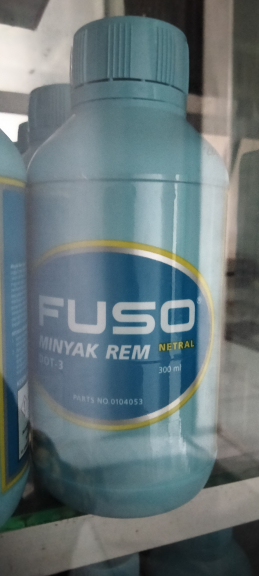 FUSO
MINYAK REM NETRAL
DOT-3
300 ml
PARTS NO.0104053